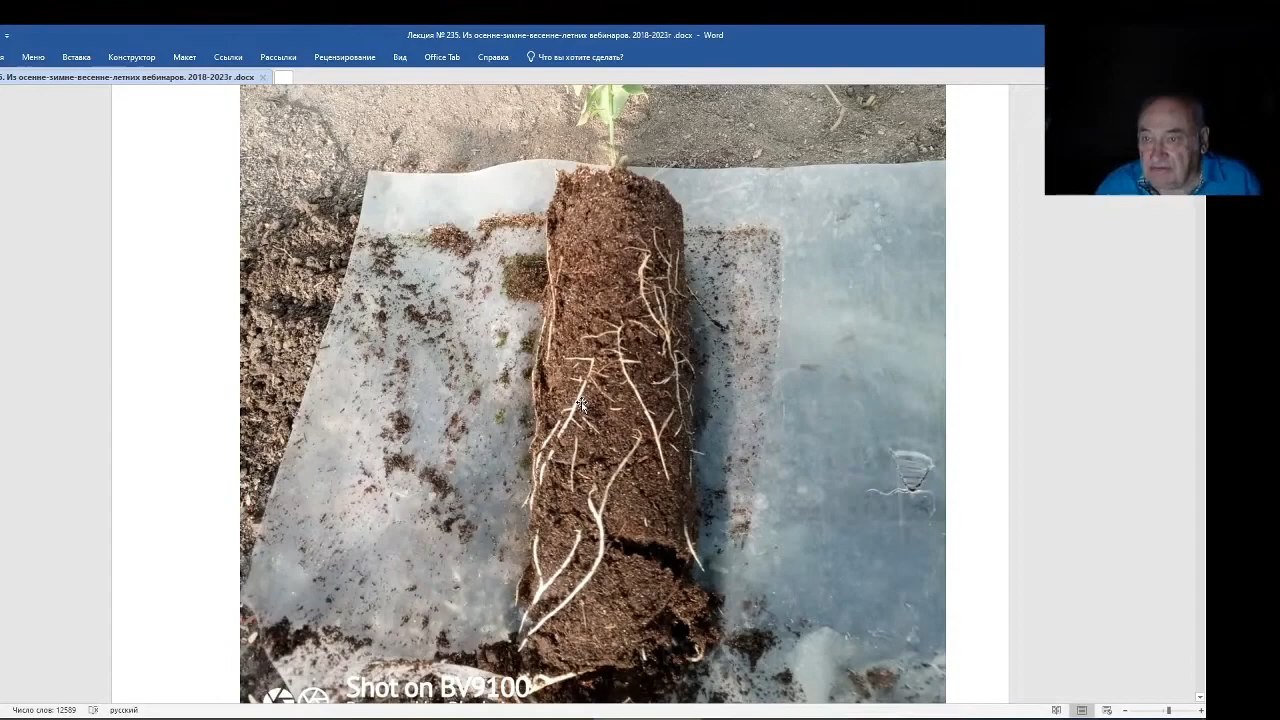 Лекция № 235. Из осенне-зимне-весенне-летних вебинаров. 2018-2023г .docx - Word
Меню Вставка Конструктор Макет Ссылки Рассылки Рецензирование Вид Office Tab Справка Что вы хотите сделать?
5. Из осенне-зимне-весенне-летних вебинаров. 2018-2023г .docx
Shot on BV9100
Число слов: 12589 русский